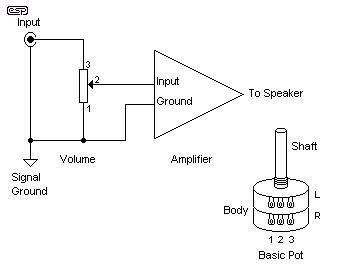 esp
Input
3
2
1
Input
Ground
To Speaker
Volume
Amplifier
Signal
Ground
Shaft
L
Body
R
1 2 3
Basic Pot